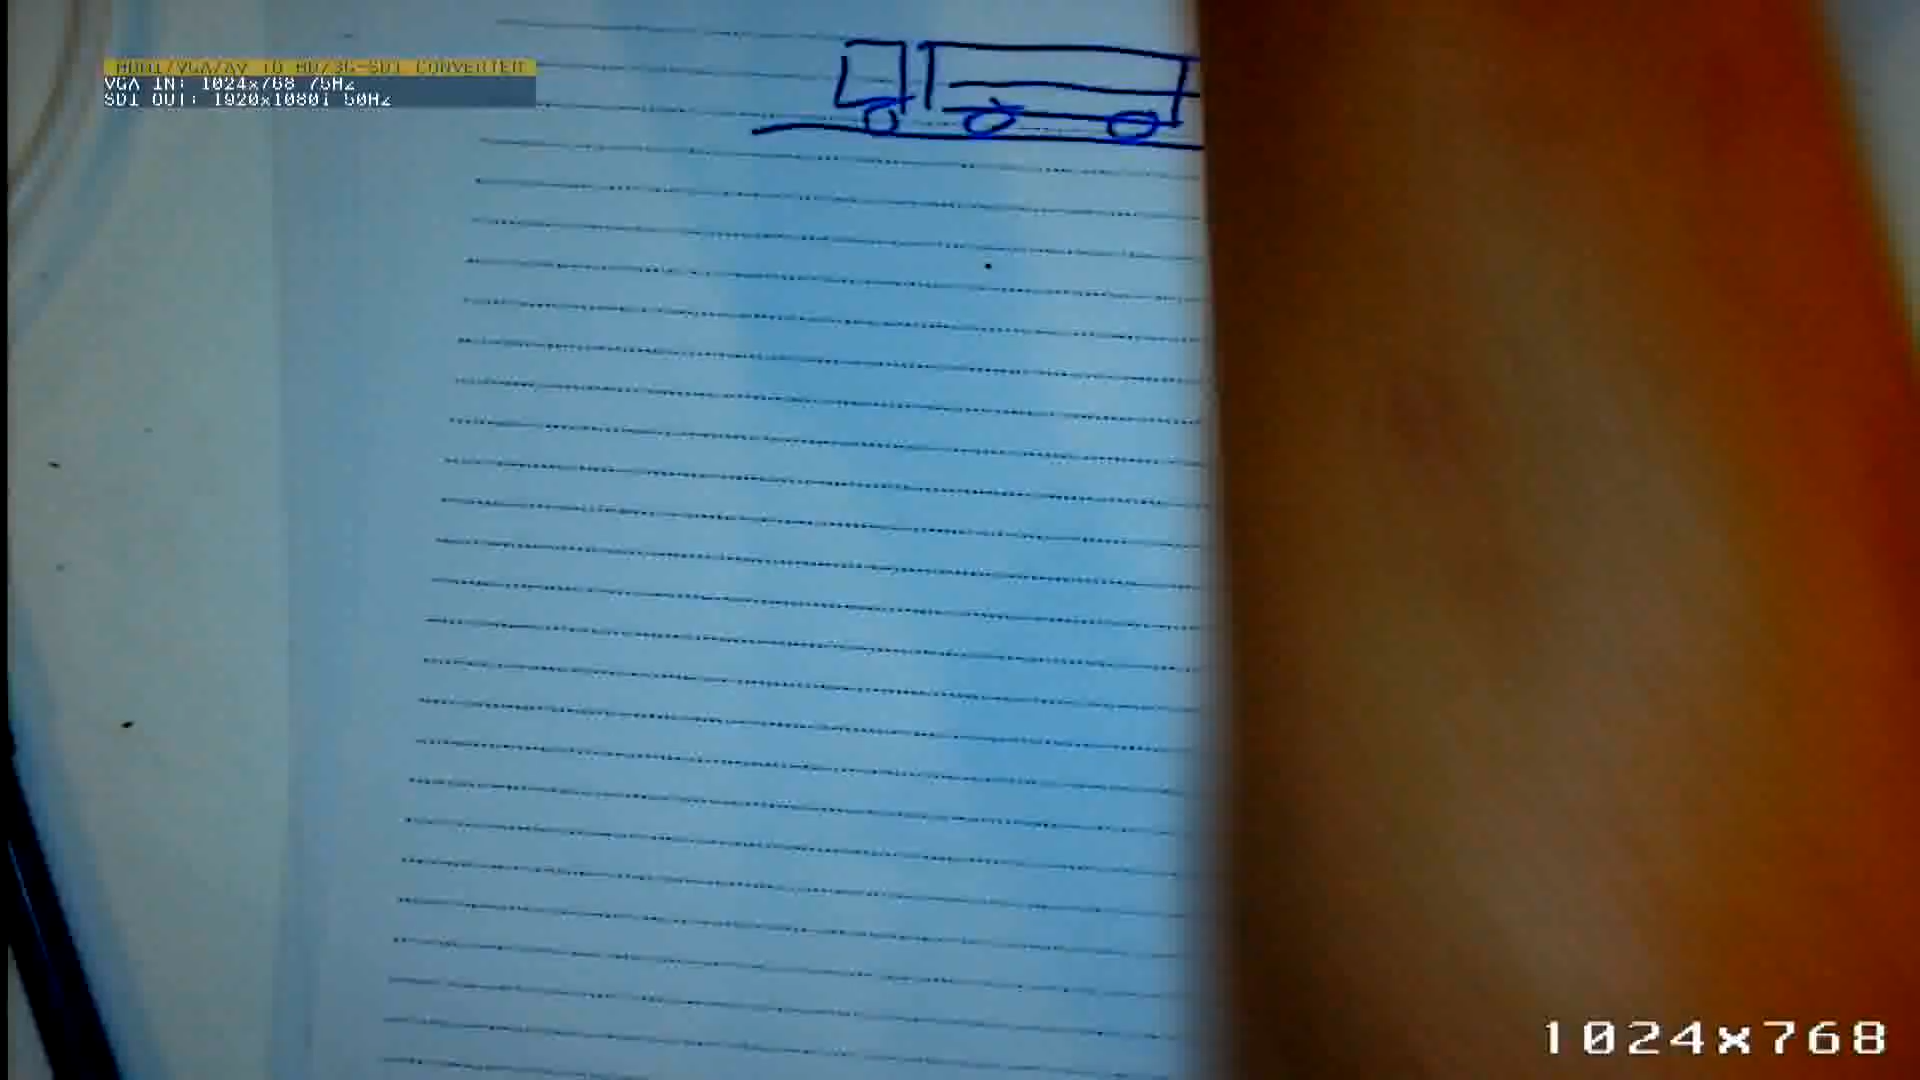 HDMI/VGA/AV TO HD/3G-SDI CONVERTER
VGA IN: 1024x768 75Hz
SDI OUT: 1920x1080i 50Hz
1024x768